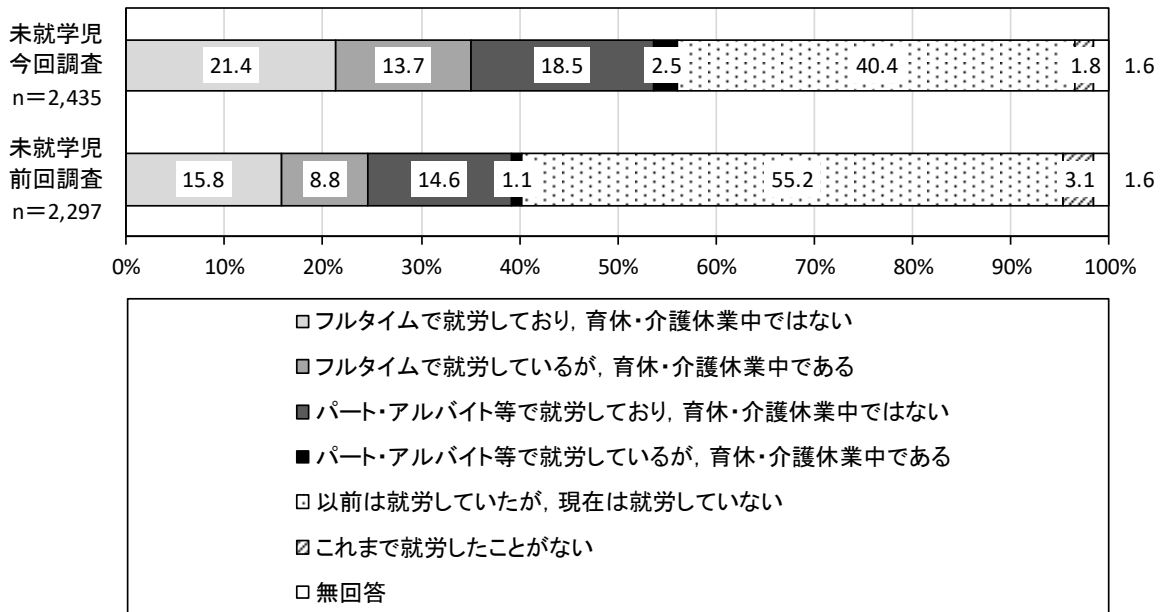 未就学児
今回調査
n＝2,435
21.4 13.7 18.5 2.5 40.4 1.8 1.6
未就学児
前回調査
n＝2,297
15.8 8.8 14.6 1.1 55.2 3.1 1.6
0% 10% 20% 30% 40% 50% 60% 70% 80% 90% 100%
フルタイムで就労しており，育休・介護休業中ではない
フルタイムで就労しているが，育休・介護休業中である
パート・アルバイト等で就労しており，育休・介護休業中ではない
パート・アルバイト等で就労しているが，育休・介護休業中である
以前は就労していたが，現在は就労していない
これまで就労したことがない
無回答